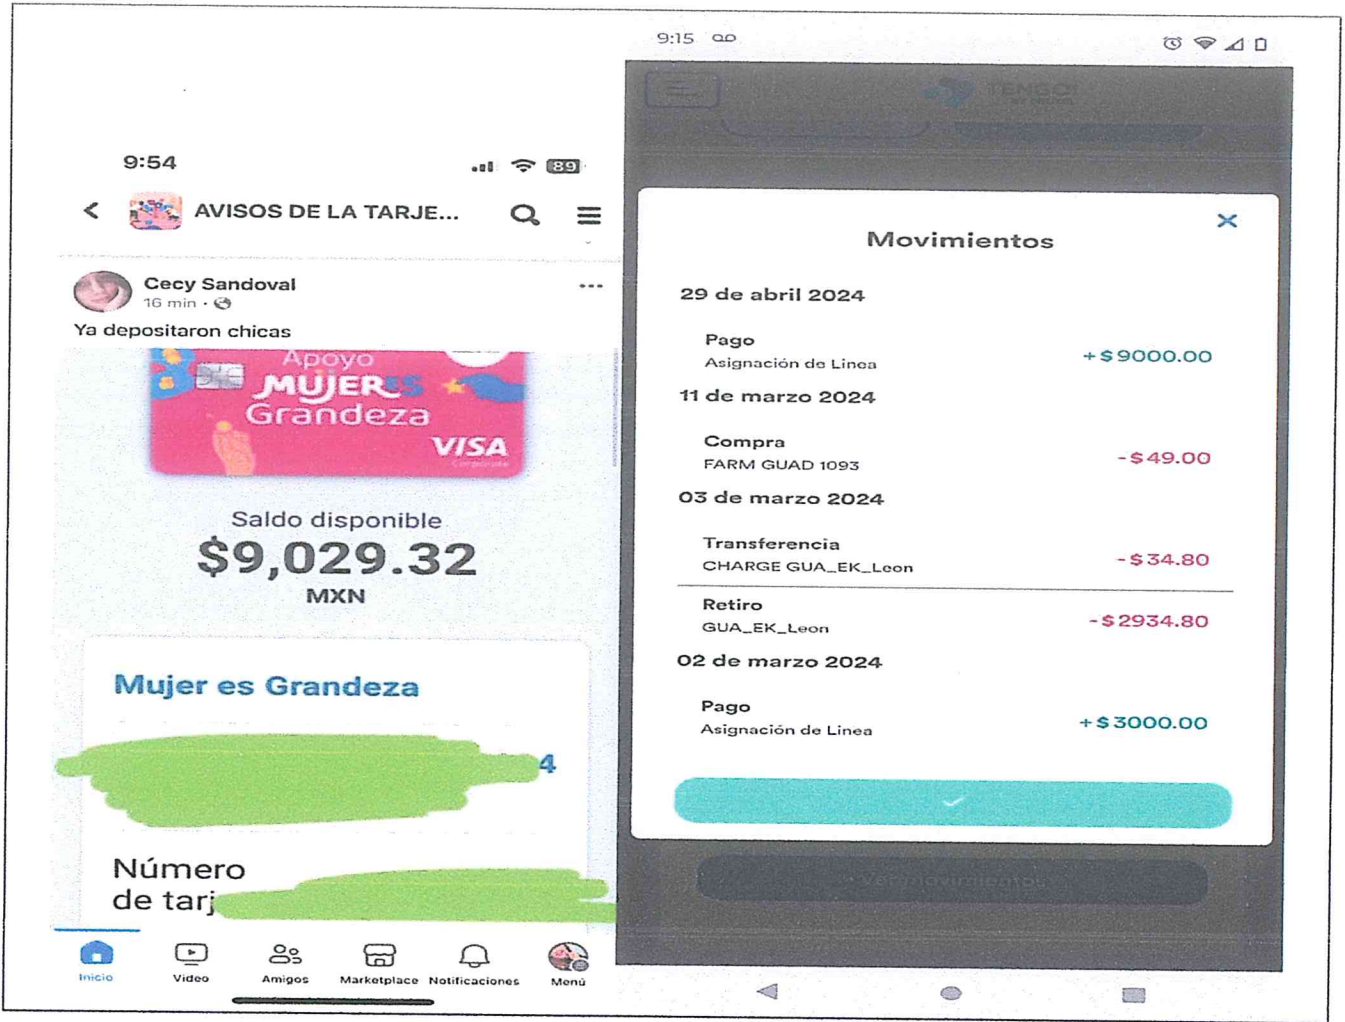 9:54
89
AVISOS DE LA TARJE...
Cecy Sandoval
16 min
Ya depositaron chicas
Apoyo
MUJERES
Grandeza
VISA
Corporate
Saldo disponible
$9,029.32
MXN
Mujer es Grandeza
4
Número
de tarj
Inicio
Video
Amigos
Marketplace
Notificaciones
Menú
9:15
TENGO!
Movimientos
29 de abril 2024
Pago
Asignación de Linea
+$9000.00
11 de marzo 2024
Compra
FARM GUAD 1093
-$49.00
03 de marzo 2024
Transferencia
CHARGE GUA_EK_Leon
-$34.80
Retiro
GUA_EK_Leon
-$2934.80
02 de marzo 2024
Pago
Asignación de Linea
+$3000.00
Ver movimientos